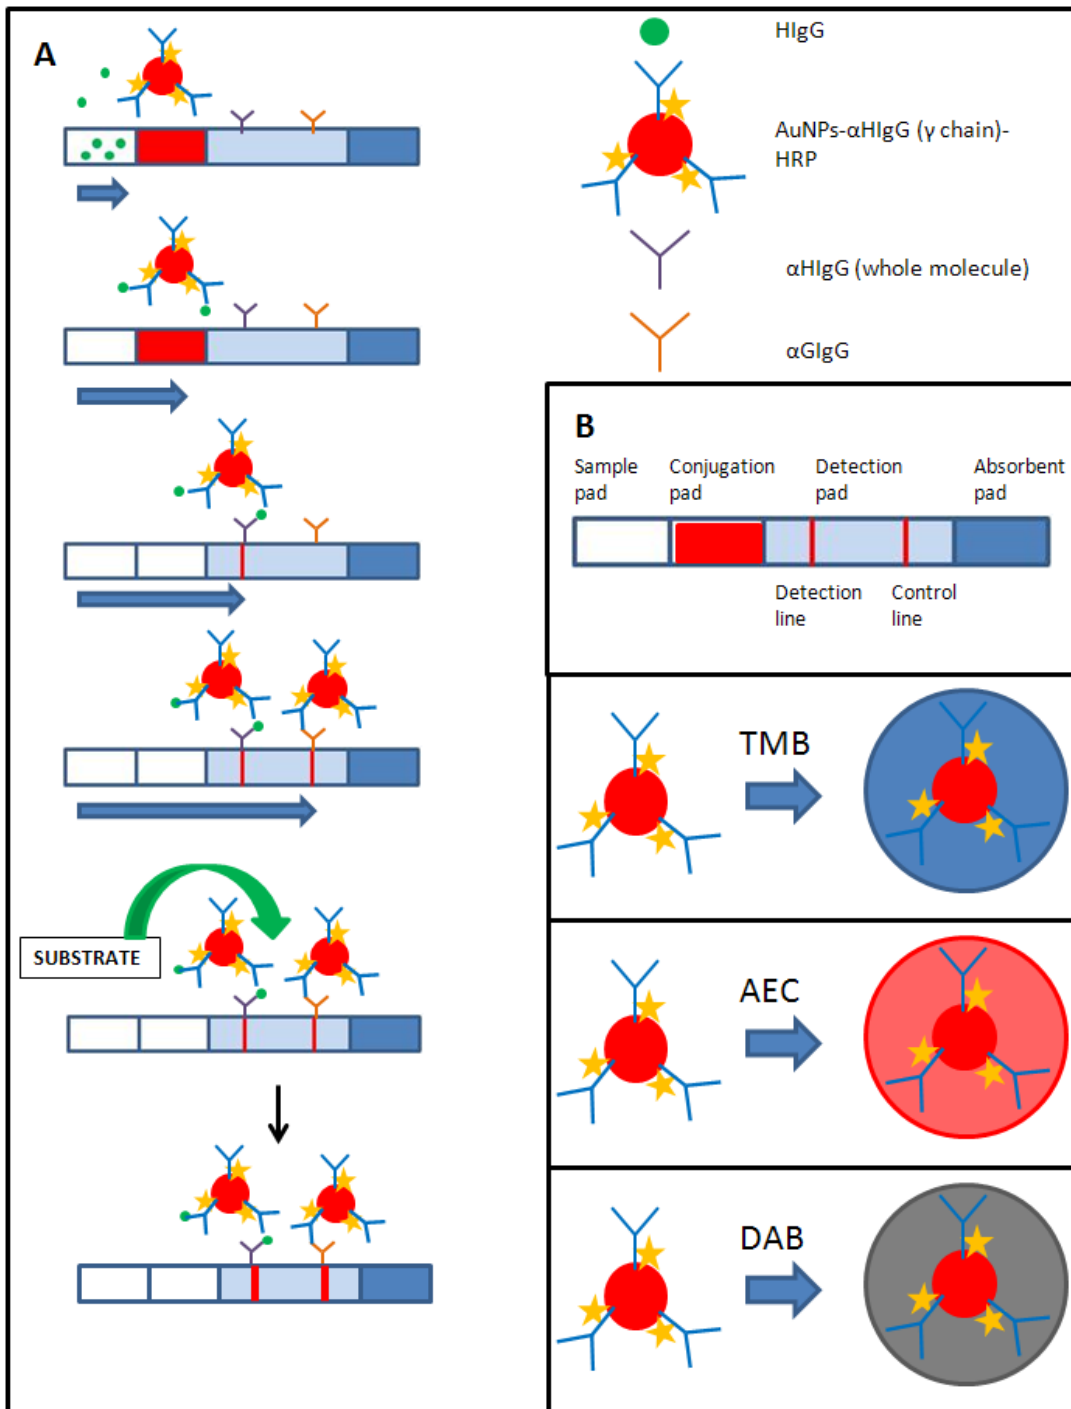 A
HIgG
AuNPs-αHIgG (γ chain)-
HRP
αHIgG (whole molecule)
αGIgG
SUBSTRATE
B
Sample
pad
Conjugation
pad
Detection
pad
Absorbent
pad
Detection
line
Control
line
TMB
AEC
DAB